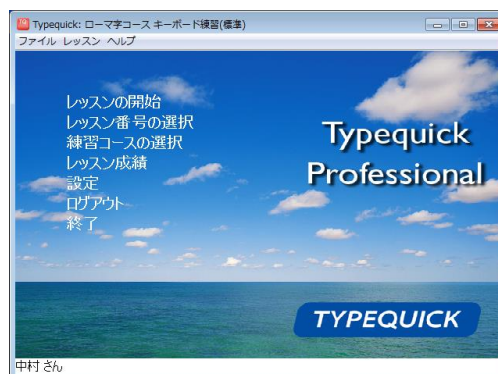 Typequick: ローマ字コース キーボード練習(標準)
ファイル レッスン ヘルプ
レッスンの開始
レッスン番号の選択
練習コースの選択
レッスン成績
設定
ログアウト
終了
Typequick
Professional
TYPEQUICK
中村 さん